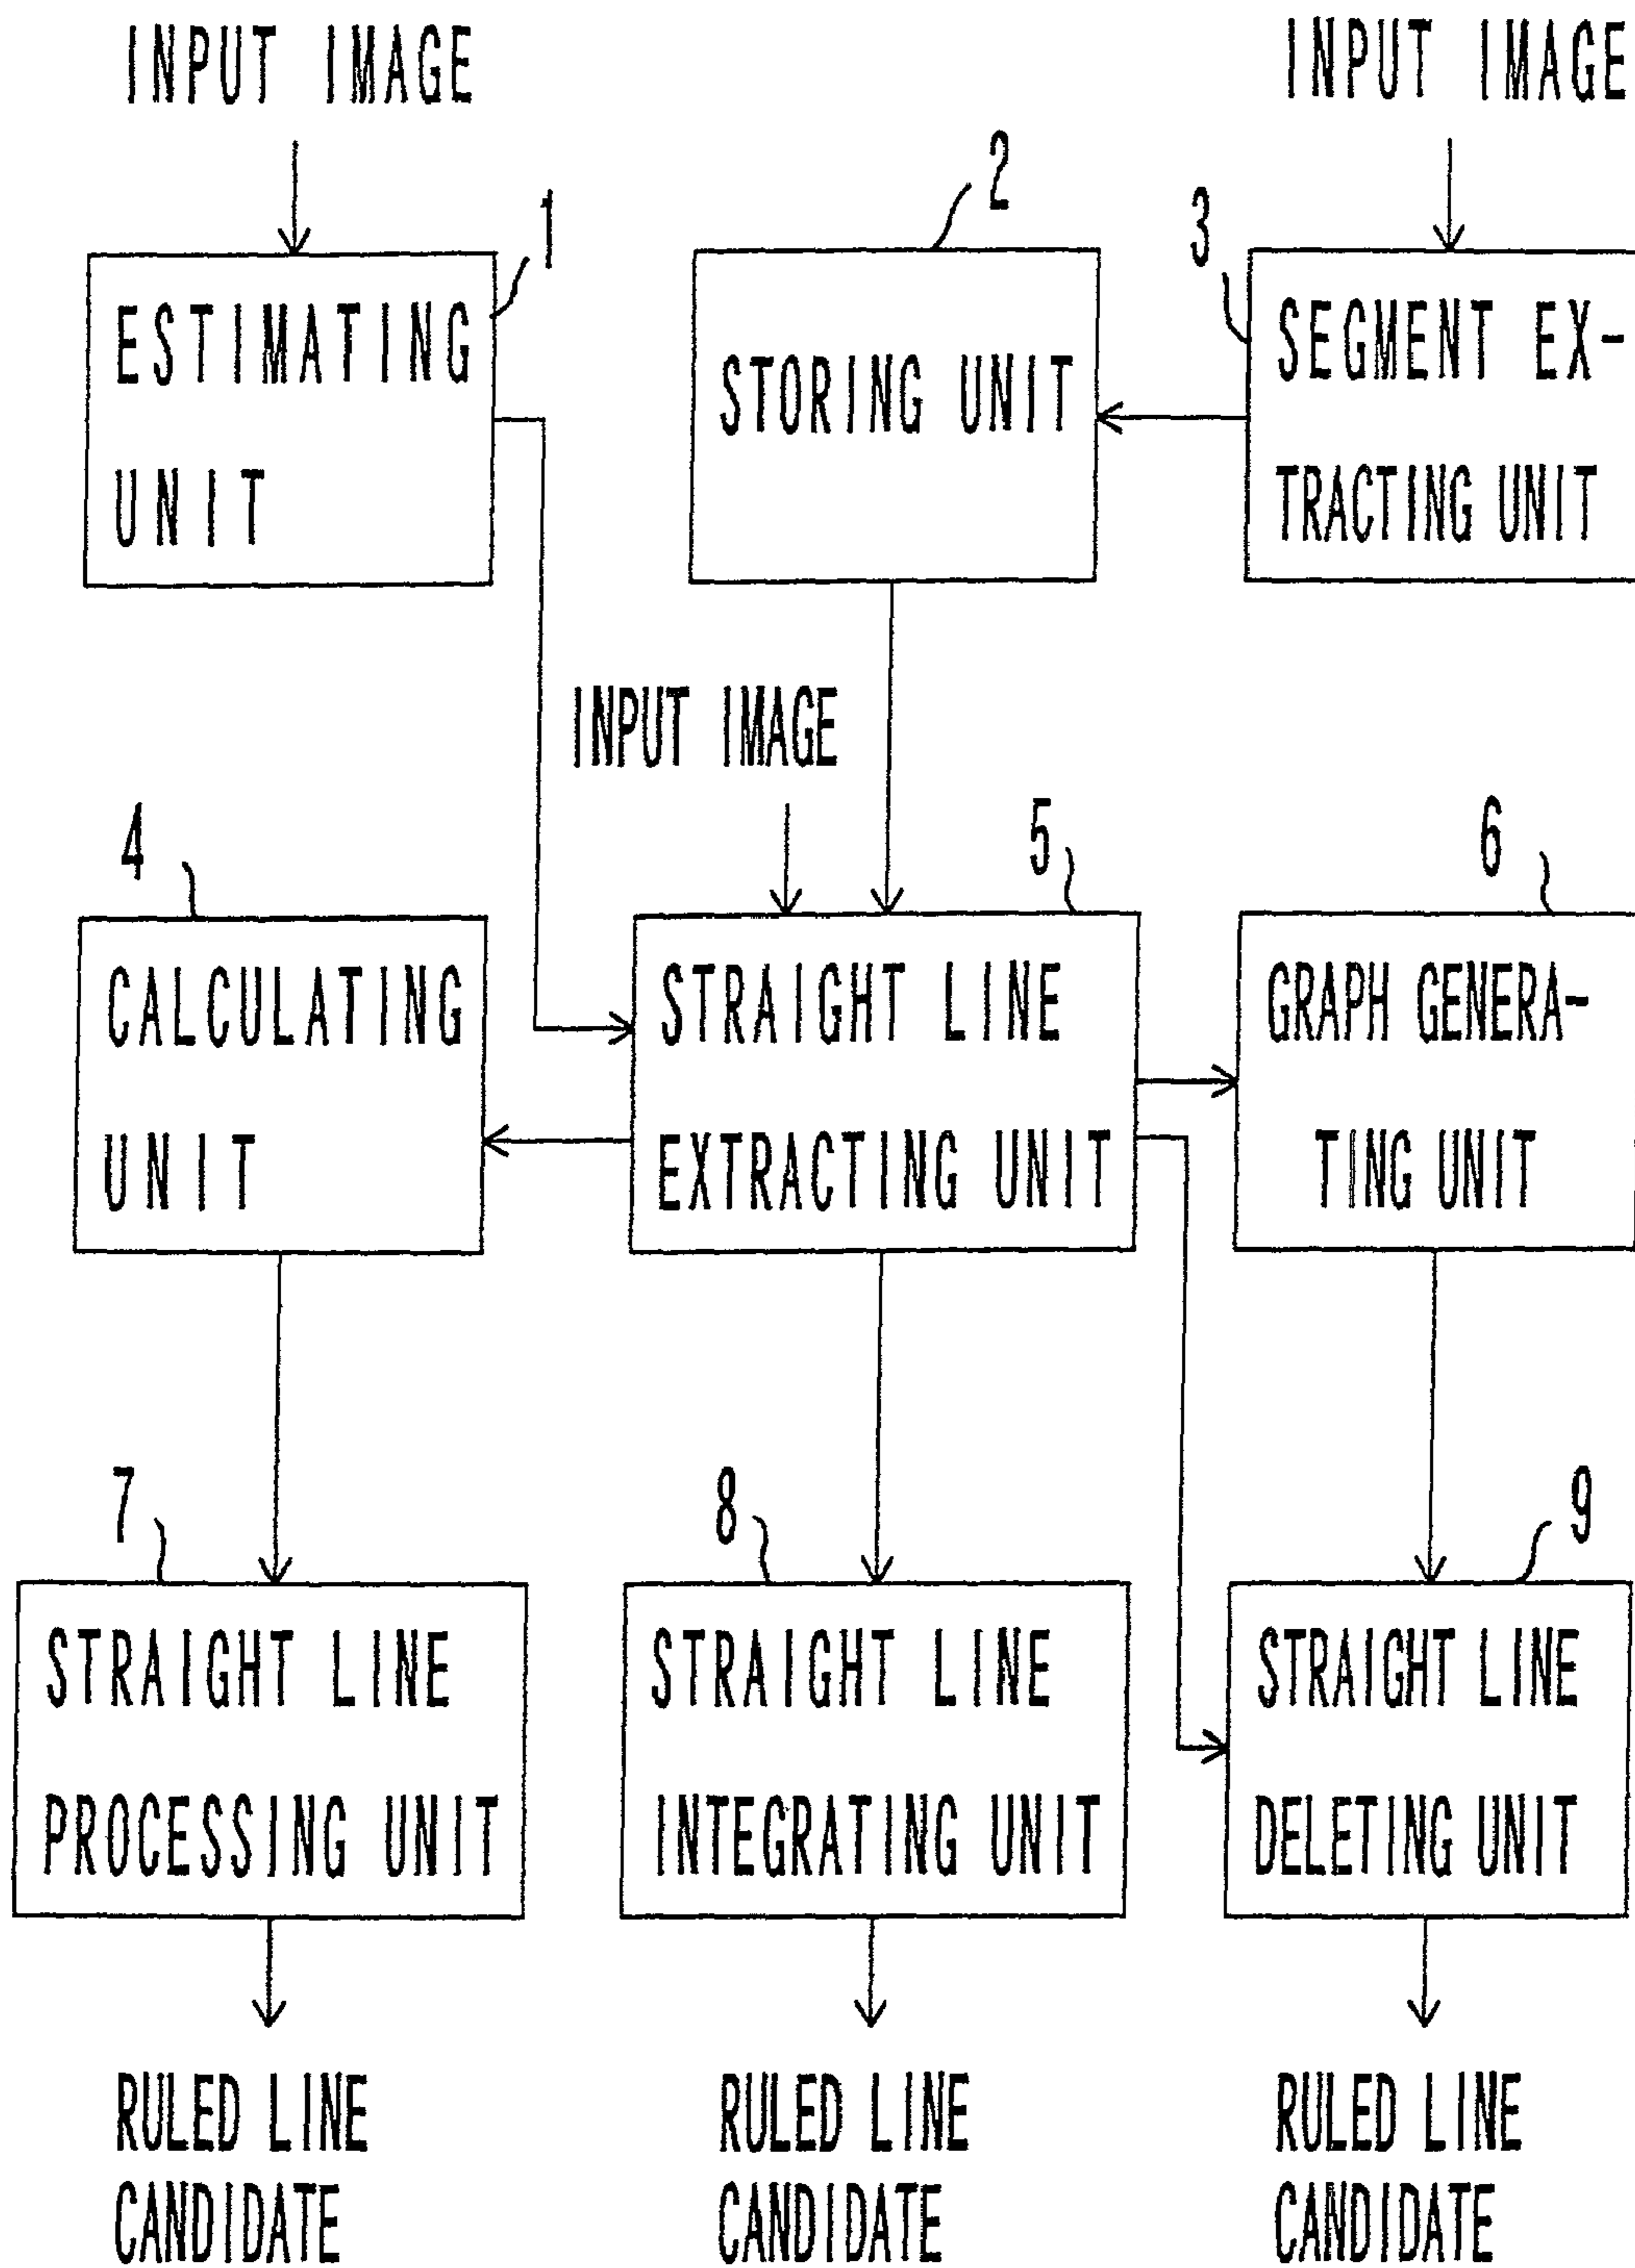 INPUT IMAGE
INPUT IMAGE
1
2
3
ESTIMATING
UNIT
STORING UNIT
SEGMENT EX-
TRACTING UNIT
INPUT IMAGE
4
5
6
CALCULATING
UNIT
STRAIGHT LINE
EXTRACTING UNIT
GRAPH GENERA-
TING UNIT
7
8
9
STRAIGHT LINE
PROCESSING UNIT
STRAIGHT LINE
INTEGRATING UNIT
STRAIGHT LINE
DELETING UNIT
RULED LINE
CANDIDATE
RULED LINE
CANDIDATE
RULED LINE
CANDIDATE